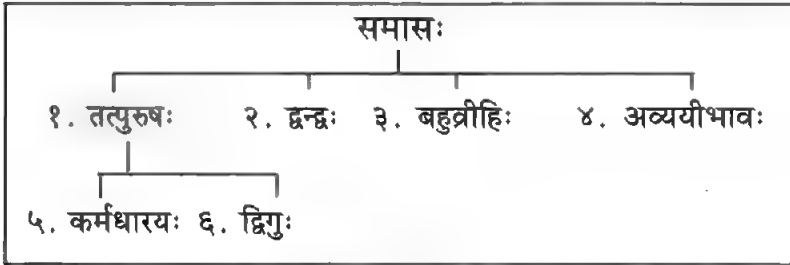 समासः
१. तत्पुरुषः २. द्वन्द्वः ३. बहुव्रीहिः ४. अव्ययीभावः
५. कर्मधारयः ६. द्विगुः